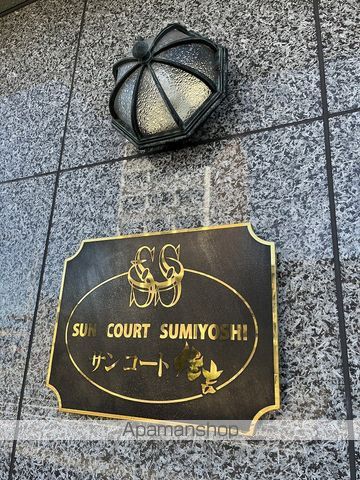 SS
SUN COURT SUMIYOSHI
サンコート住吉
Apamanshop